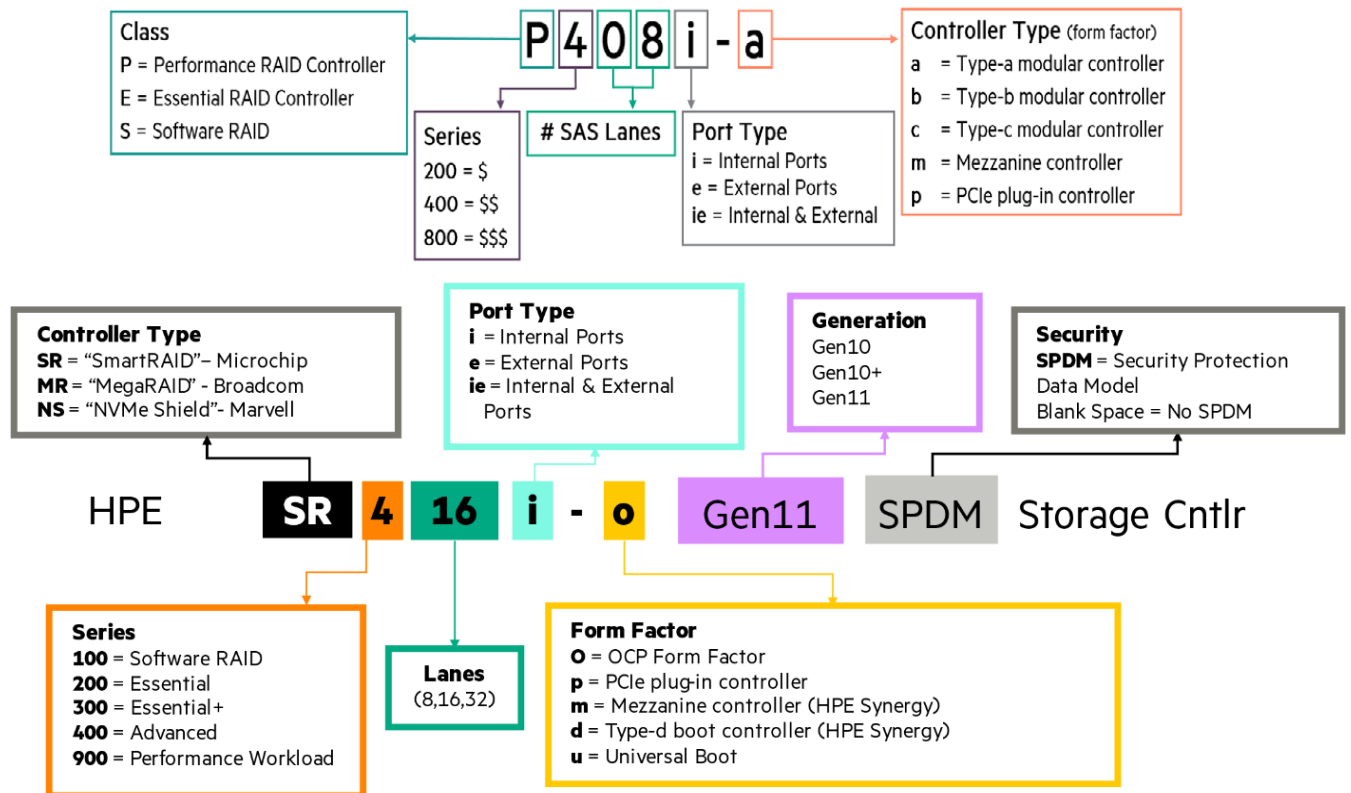 P408i-a
Class
P = Performance RAID Controller
E = Essential RAID Controller
S = Software RAID
Series
200 = $
400 = $$
800 = $$$
# SAS Lanes
Port Type
i = Internal Ports
e = External Ports
ie = Internal & External
Controller Type (form factor)
a = Type-a modular controller
b = Type-b modular controller
c = Type-c modular controller
m = Mezzanine controller
p = PCIe plug-in controller
Controller Type
SR = “SmartRAID”– Microchip
MR = “MegaRAID” - Broadcom
NS = “NVMe Shield”- Marvell
Port Type
i = Internal Ports
e = External Ports
ie = Internal & External
Ports
Generation
Gen10
Gen10+
Gen11
Security
SPDM = Security Protection
Data Model
Blank Space = No SPDM
HPE SR 4 16 i - o Gen11 SPDM Storage Cntlr
Series
100 = Software RAID
200 = Essential
300 = Essential+
400 = Advanced
900 = Performance Workload
Lanes
(8,16,32)
Form Factor
O = OCP Form Factor
p = PCIe plug-in controller
m = Mezzanine controller (HPE Synergy)
d = Type-d boot controller (HPE Synergy)
u = Universal Boot